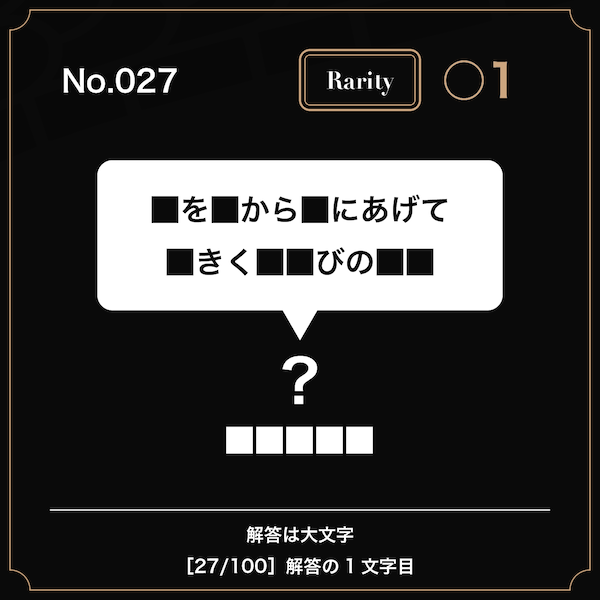 No.027
Rarity
○1
■を■から■にあげて
■きく■■びの■■
?
■■■■■
解答は大文字
［27/100］解答の1文字目